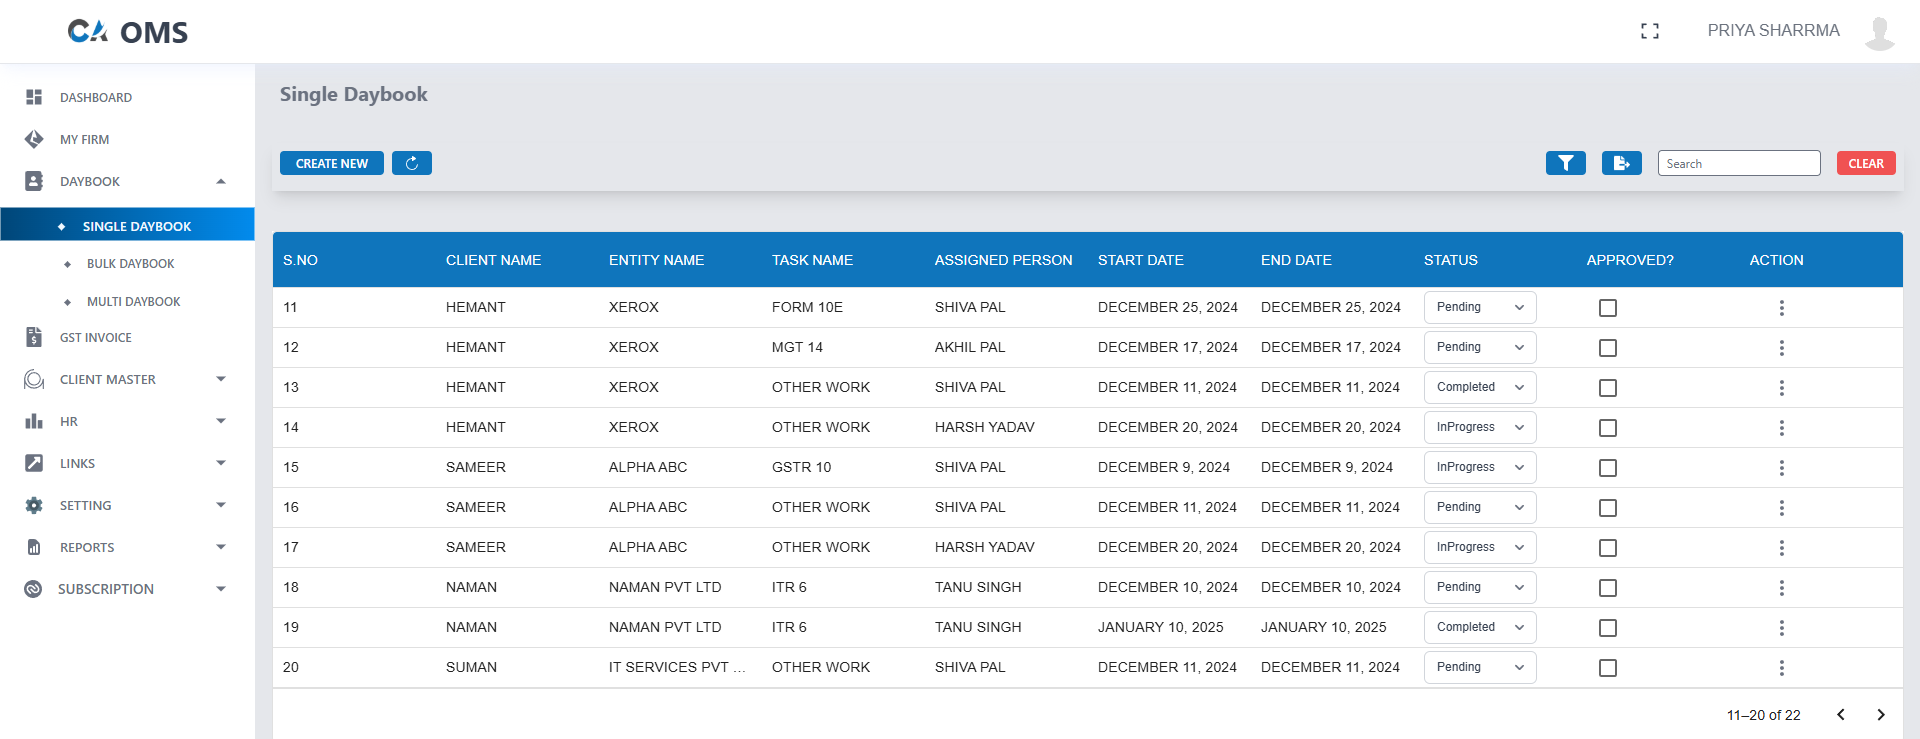 CA OMS
PRIYA SHARRMA
DASHBOARD
MY FIRM
DAYBOOK
SINGLE DAYBOOK
BULK DAYBOOK
MULTI DAYBOOK
GST INVOICE
CLIENT MASTER
HR
LINKS
SETTING
REPORTS
SUBSCRIPTION
Single Daybook
CREATE NEW
Search
CLEAR
S.NO CLIENT NAME ENTITY NAME TASK NAME ASSIGNED PERSON START DATE END DATE STATUS APPROVED? ACTION
11 HEMANT XEROX FORM 10E SHIVA PAL DECEMBER 25, 2024 DECEMBER 25, 2024 Pending
12 HEMANT XEROX MGT 14 AKHIL PAL DECEMBER 17, 2024 DECEMBER 17, 2024 Pending
13 HEMANT XEROX OTHER WORK SHIVA PAL DECEMBER 11, 2024 DECEMBER 11, 2024 Completed
14 HEMANT XEROX OTHER WORK HARSH YADAV DECEMBER 20, 2024 DECEMBER 20, 2024 InProgress
15 SAMEER ALPHA ABC GSTR 10 SHIVA PAL DECEMBER 9, 2024 DECEMBER 9, 2024 InProgress
16 SAMEER ALPHA ABC OTHER WORK SHIVA PAL DECEMBER 11, 2024 DECEMBER 11, 2024 Pending
17 SAMEER ALPHA ABC OTHER WORK HARSH YADAV DECEMBER 20, 2024 DECEMBER 20, 2024 InProgress
18 NAMAN NAMAN PVT LTD ITR 6 TANU SINGH DECEMBER 10, 2024 DECEMBER 10, 2024 Pending
19 NAMAN NAMAN PVT LTD ITR 6 TANU SINGH JANUARY 10, 2025 JANUARY 10, 2025 Completed
20 SUMAN IT SERVICES PVT ... OTHER WORK SHIVA PAL DECEMBER 11, 2024 DECEMBER 11, 2024 Pending
11–20 of 22